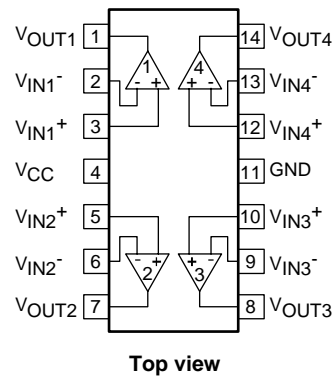 VOUT1 1 14 VOUT4
1 4
VIN1- 2 - + + - 13 VIN4-
VIN1+ 3 12 VIN4+
VCC 4 11 GND
VIN2+ 5 10 VIN3+
VIN2- 6 - + + - 9 VIN3-
2 3
VOUT2 7 8 VOUT3
Top view